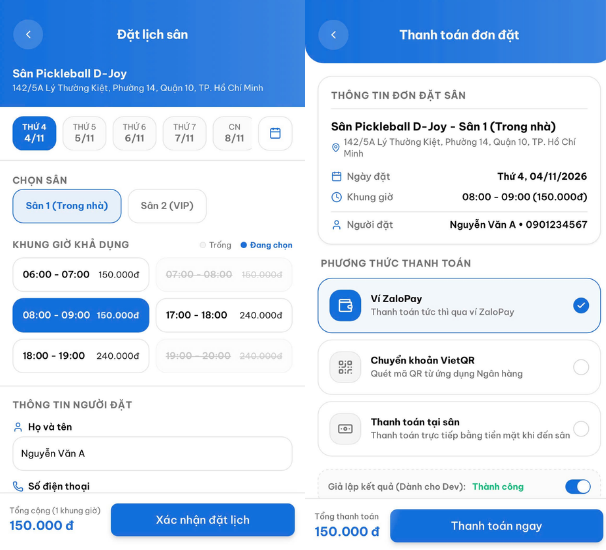 Đặt lịch sân
Sân Pickleball D-Joy
142/5A Lý Thường Kiệt, Phường 14, Quận 10, TP. Hồ Chí Minh
THỨ 4 THỨ 5 THỨ 6 THỨ 7 CN
4/11 5/11 6/11 7/11 8/11
CHỌN SÂN
Sân 1 (Trong nhà) Sân 2 (VIP)
KHUNG GIỜ KHẢ DỤNG Trống Đang chọn
06:00 - 07:00 150.000đ 07:00 - 08:00 150.000đ
08:00 - 09:00 150.000đ 17:00 - 18:00 240.000đ
18:00 - 19:00 240.000đ 19:00 - 20:00 240.000đ
THÔNG TIN NGƯỜI ĐẶT
Họ và tên
Nguyễn Văn A
Số điện thoại
Tổng cộng (1 khung giờ)
150.000 đ
Xác nhận đặt lịch
Thanh toán đơn đặt
THÔNG TIN ĐƠN ĐẶT SÂN
Sân Pickleball D-Joy - Sân 1 (Trong nhà)
142/5A Lý Thường Kiệt, Phường 14, Quận 10, TP. Hồ Chí
Minh
Ngày đặt Thứ 4, 04/11/2026
Khung giờ 08:00 - 09:00 (150.000đ)
Người đặt Nguyễn Văn A • 0901234567
PHƯƠNG THỨC THANH TOÁN
Ví ZaloPay
Thanh toán tức thì qua ví ZaloPay
Chuyển khoản VietQR
Quét mã QR từ ứng dụng Ngân hàng
Thanh toán tại sân
Thanh toán trực tiếp bằng tiền mặt khi đến sân
Giả lập kết quả (Dành cho Dev): Thành công
Tổng thanh toán
150.000 đ
Thanh toán ngay